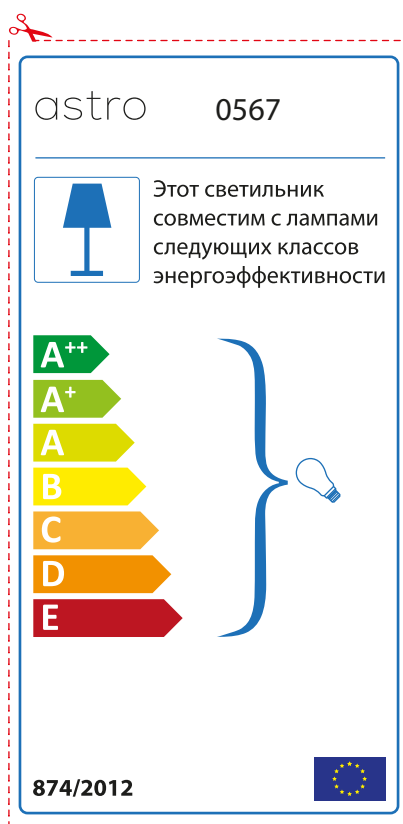 astro 0567
Этот светильник
совместим с лампами
следующих классов
энергоэффективности
A++
A+
A
B
C
D
E
874/2012